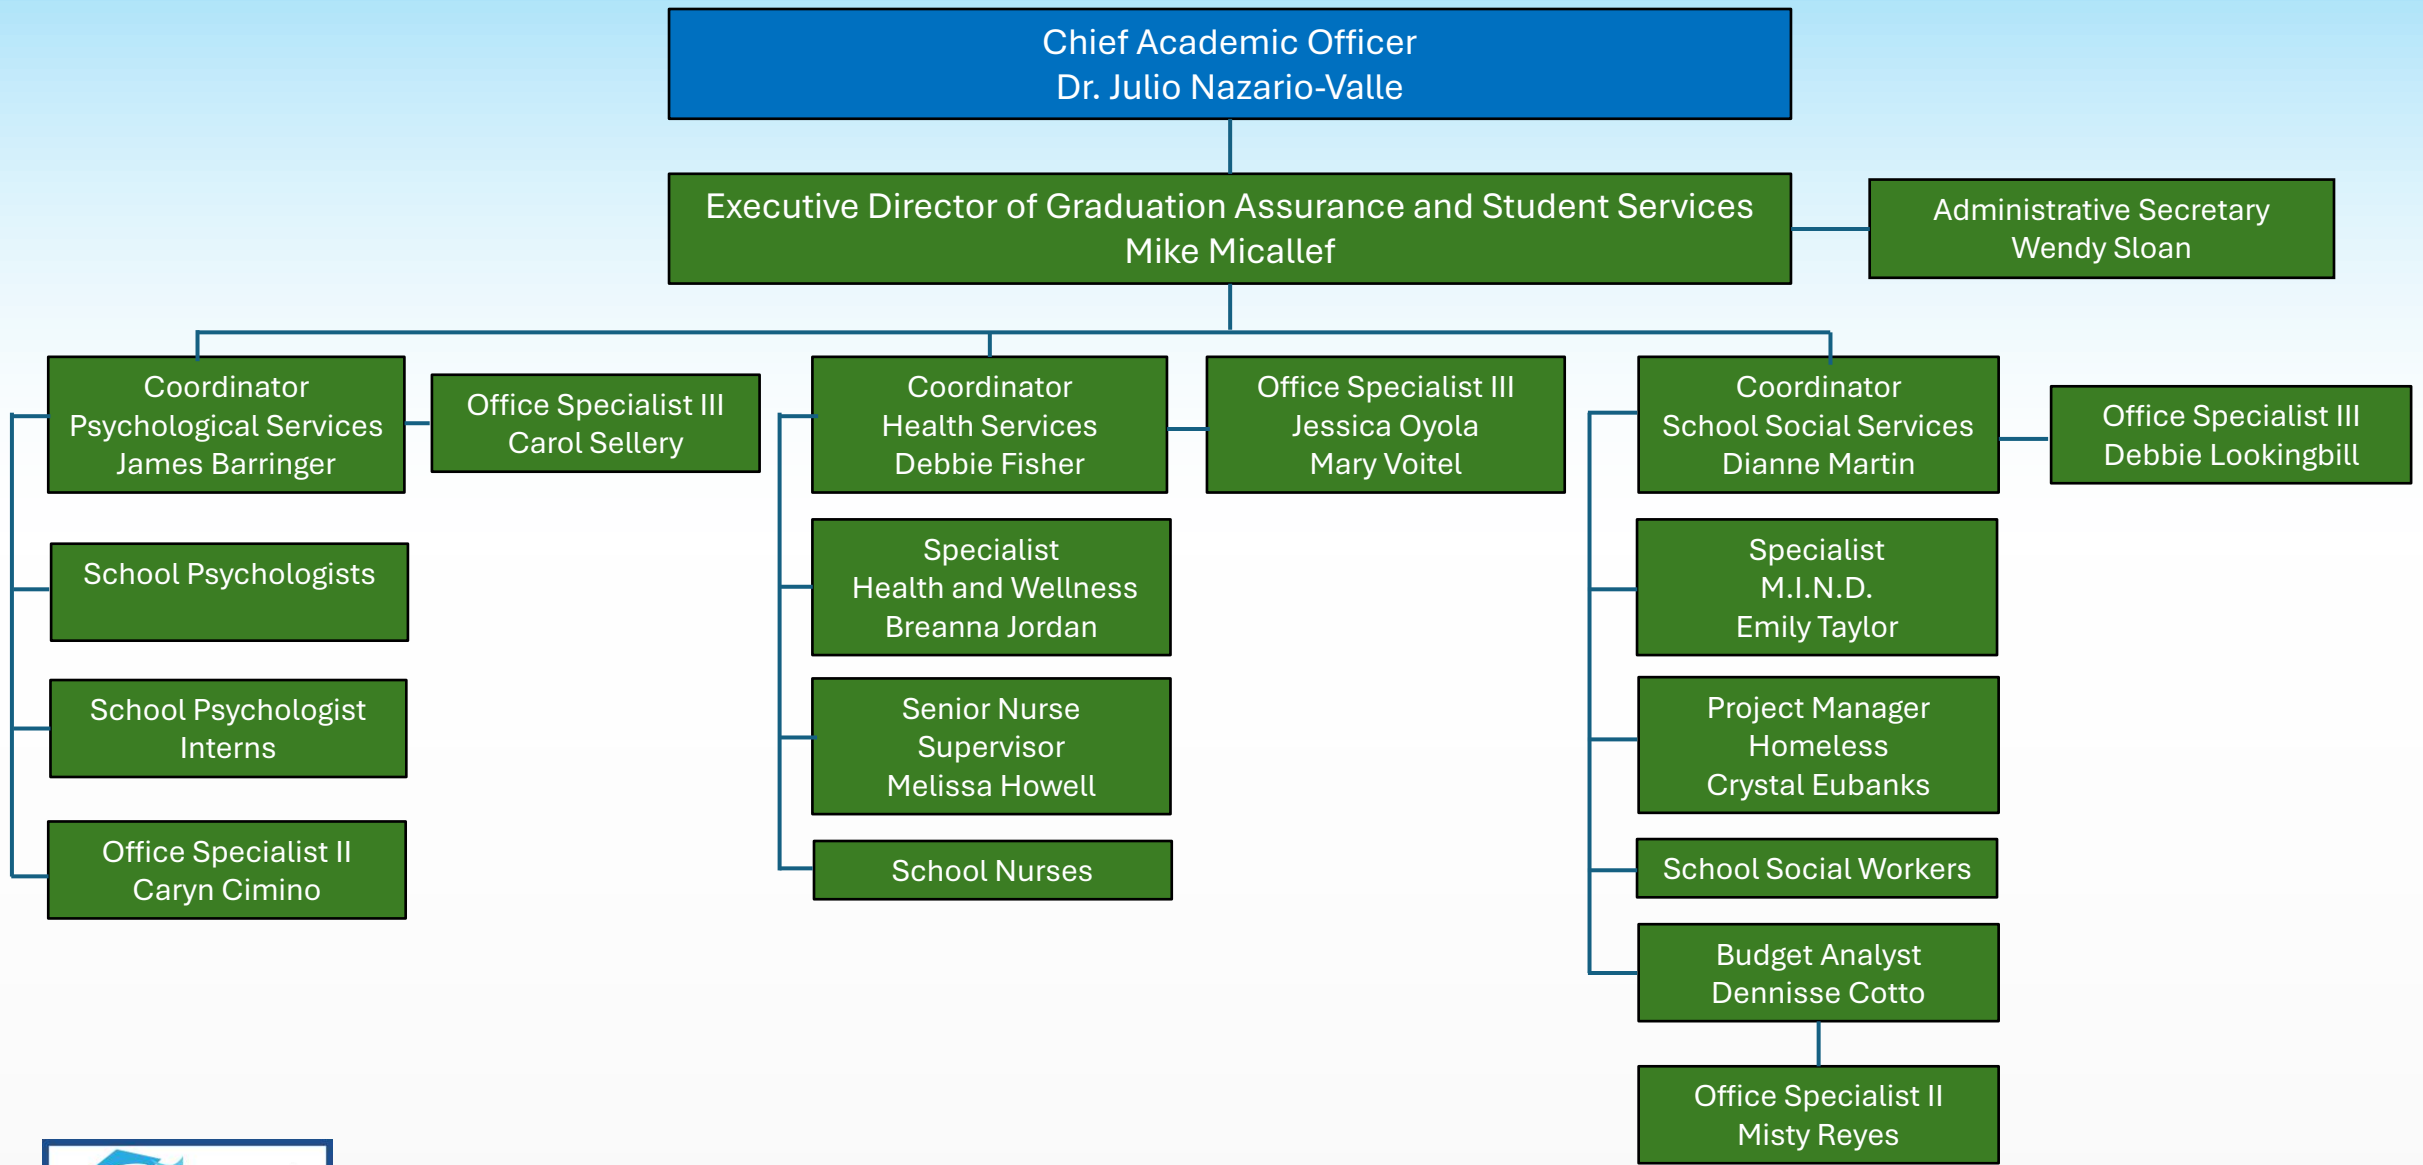 Chief Academic Officer
Dr. Julio Nazario-Valle
Executive Director of Graduation Assurance and Student Services
Mike Micallef
Administrative Secretary
Wendy Sloan
Coordinator
Psychological Services
James Barringer
Office Specialist III
Carol Sellery
School Psychologists
School Psychologist
Interns
Office Specialist II
Caryn Cimino
Coordinator
Health Services
Debbie Fisher
Office Specialist III
Jessica Oyola
Mary Voitel
Specialist
Health and Wellness
Breanna Jordan
Senior Nurse
Supervisor
Melissa Howell
School Nurses
Coordinator
School Social Services
Dianne Martin
Office Specialist III
Debbie Lookingbill
Specialist
M.I.N.D.
Emily Taylor
Project Manager
Homeless
Crystal Eubanks
School Social Workers
Budget Analyst
Dennisse Cotto
Office Specialist II
Misty Reyes